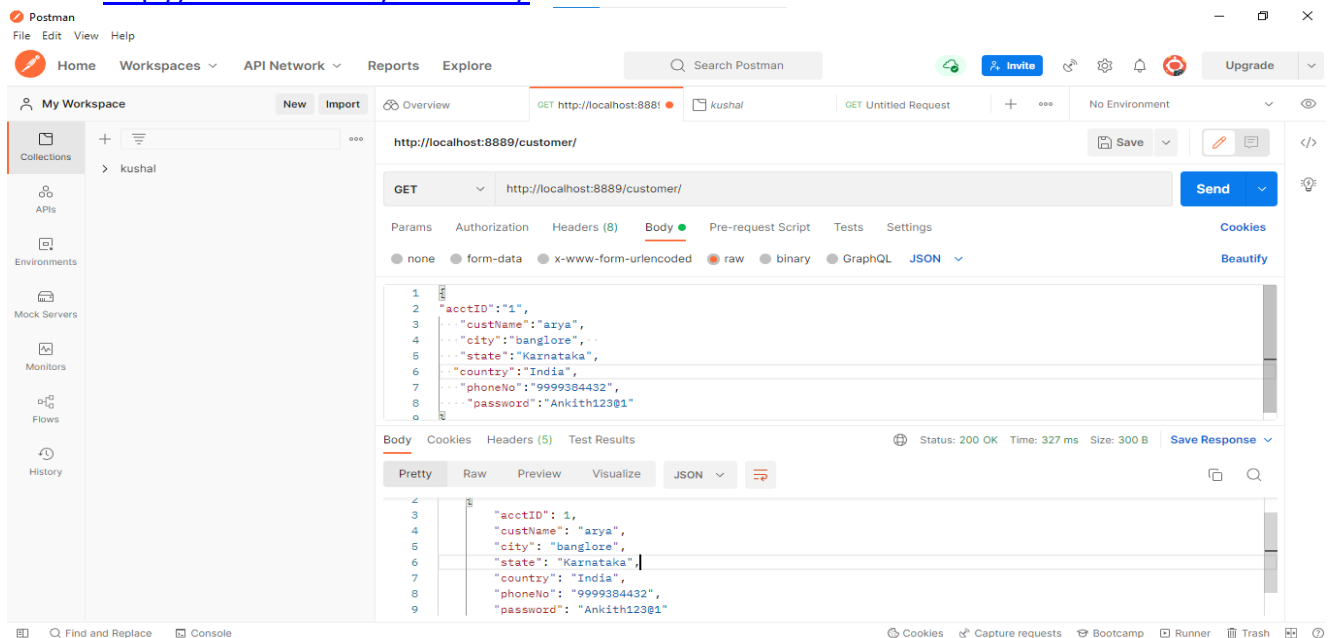 Postman
File Edit View Help
Home Workspaces API Network Reports Explore
Search Postman
Invite
Upgrade
My Workspace
New Import
Overview
GET http://localhost:8889
kushal
GET Untitled Request
No Environment
Collections
APIs
Environments
Mock Servers
Monitors
Flows
History
kushal
http://localhost:8889/customer/
Save
GET
http://localhost:8889/customer/
Send
Params Authorization Headers (8) Body Pre-request Script Tests Settings
Cookies
none form-data x-www-form-urlencoded raw binary GraphQL JSON
Beautify
1 {
2 "acctID":"1",
3 "custName":"arya",
4 "city":"banglore",
5 "state":"Karnataka",
6 "country":"India",
7 "phoneNo":"9999384432",
8 "password":"Ankith123@1"
9 }
Body Cookies Headers (5) Test Results
Status: 200 OK Time: 327 ms Size: 300 B Save Response
Pretty Raw Preview Visualize JSON
2 {
3 "acctID": 1,
4 "custName": "arya",
5 "city": "banglore",
6 "state": "Karnataka",
7 "country": "India",
8 "phoneNo": "9999384432",
9 "password": "Ankith123@1"
Find and Replace Console
Cookies Capture requests Bootcamp Runner Trash